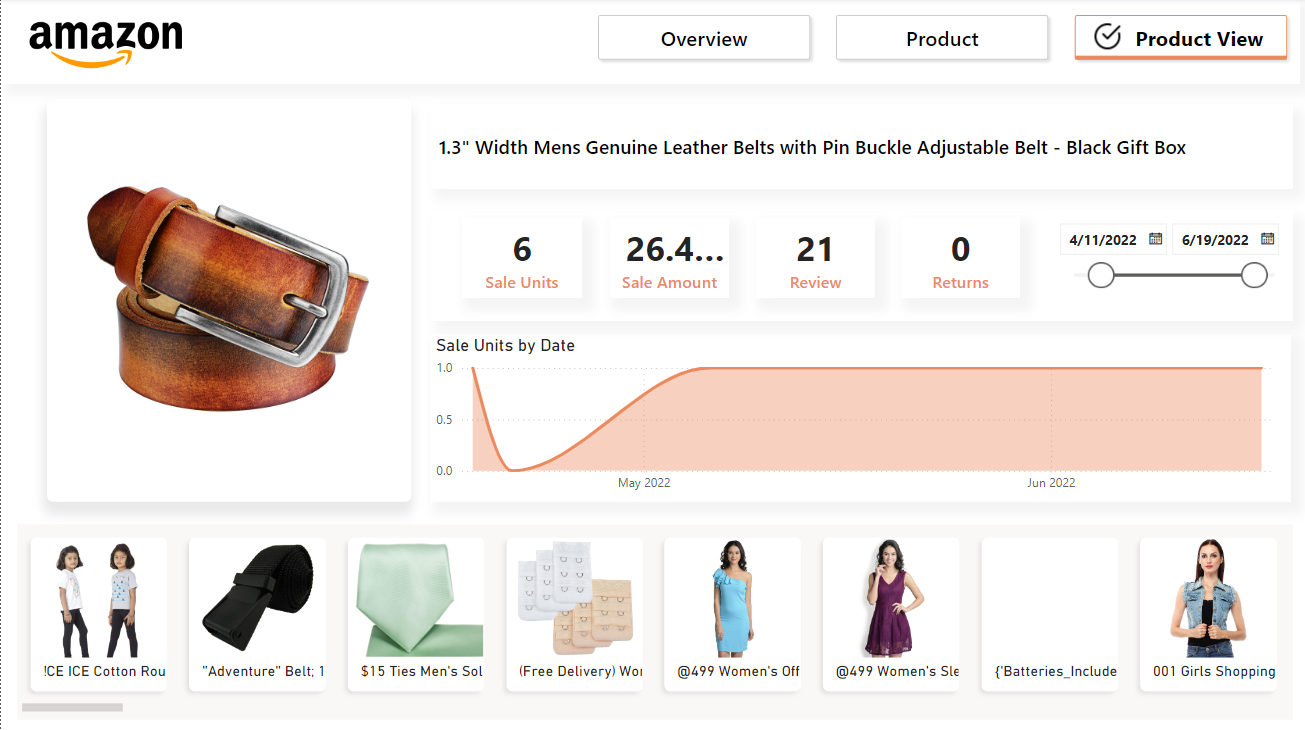 amazon
Overview
Product
Product View
1.3" Width Mens Genuine Leather Belts with Pin Buckle Adjustable Belt - Black Gift Box
6
Sale Units
26.4...
Sale Amount
21
Review
0
Returns
4/11/2022
6/19/2022
Sale Units by Date
1.0
0.5
0.0
May 2022
Jun 2022
!CE ICE Cotton Rou
"Adventure" Belt; 1
$15 Ties Men's Sol
(Free Delivery) Wor
@499 Women's Off
@499 Women's Sle
{'Batteries_Include
001 Girls Shopping